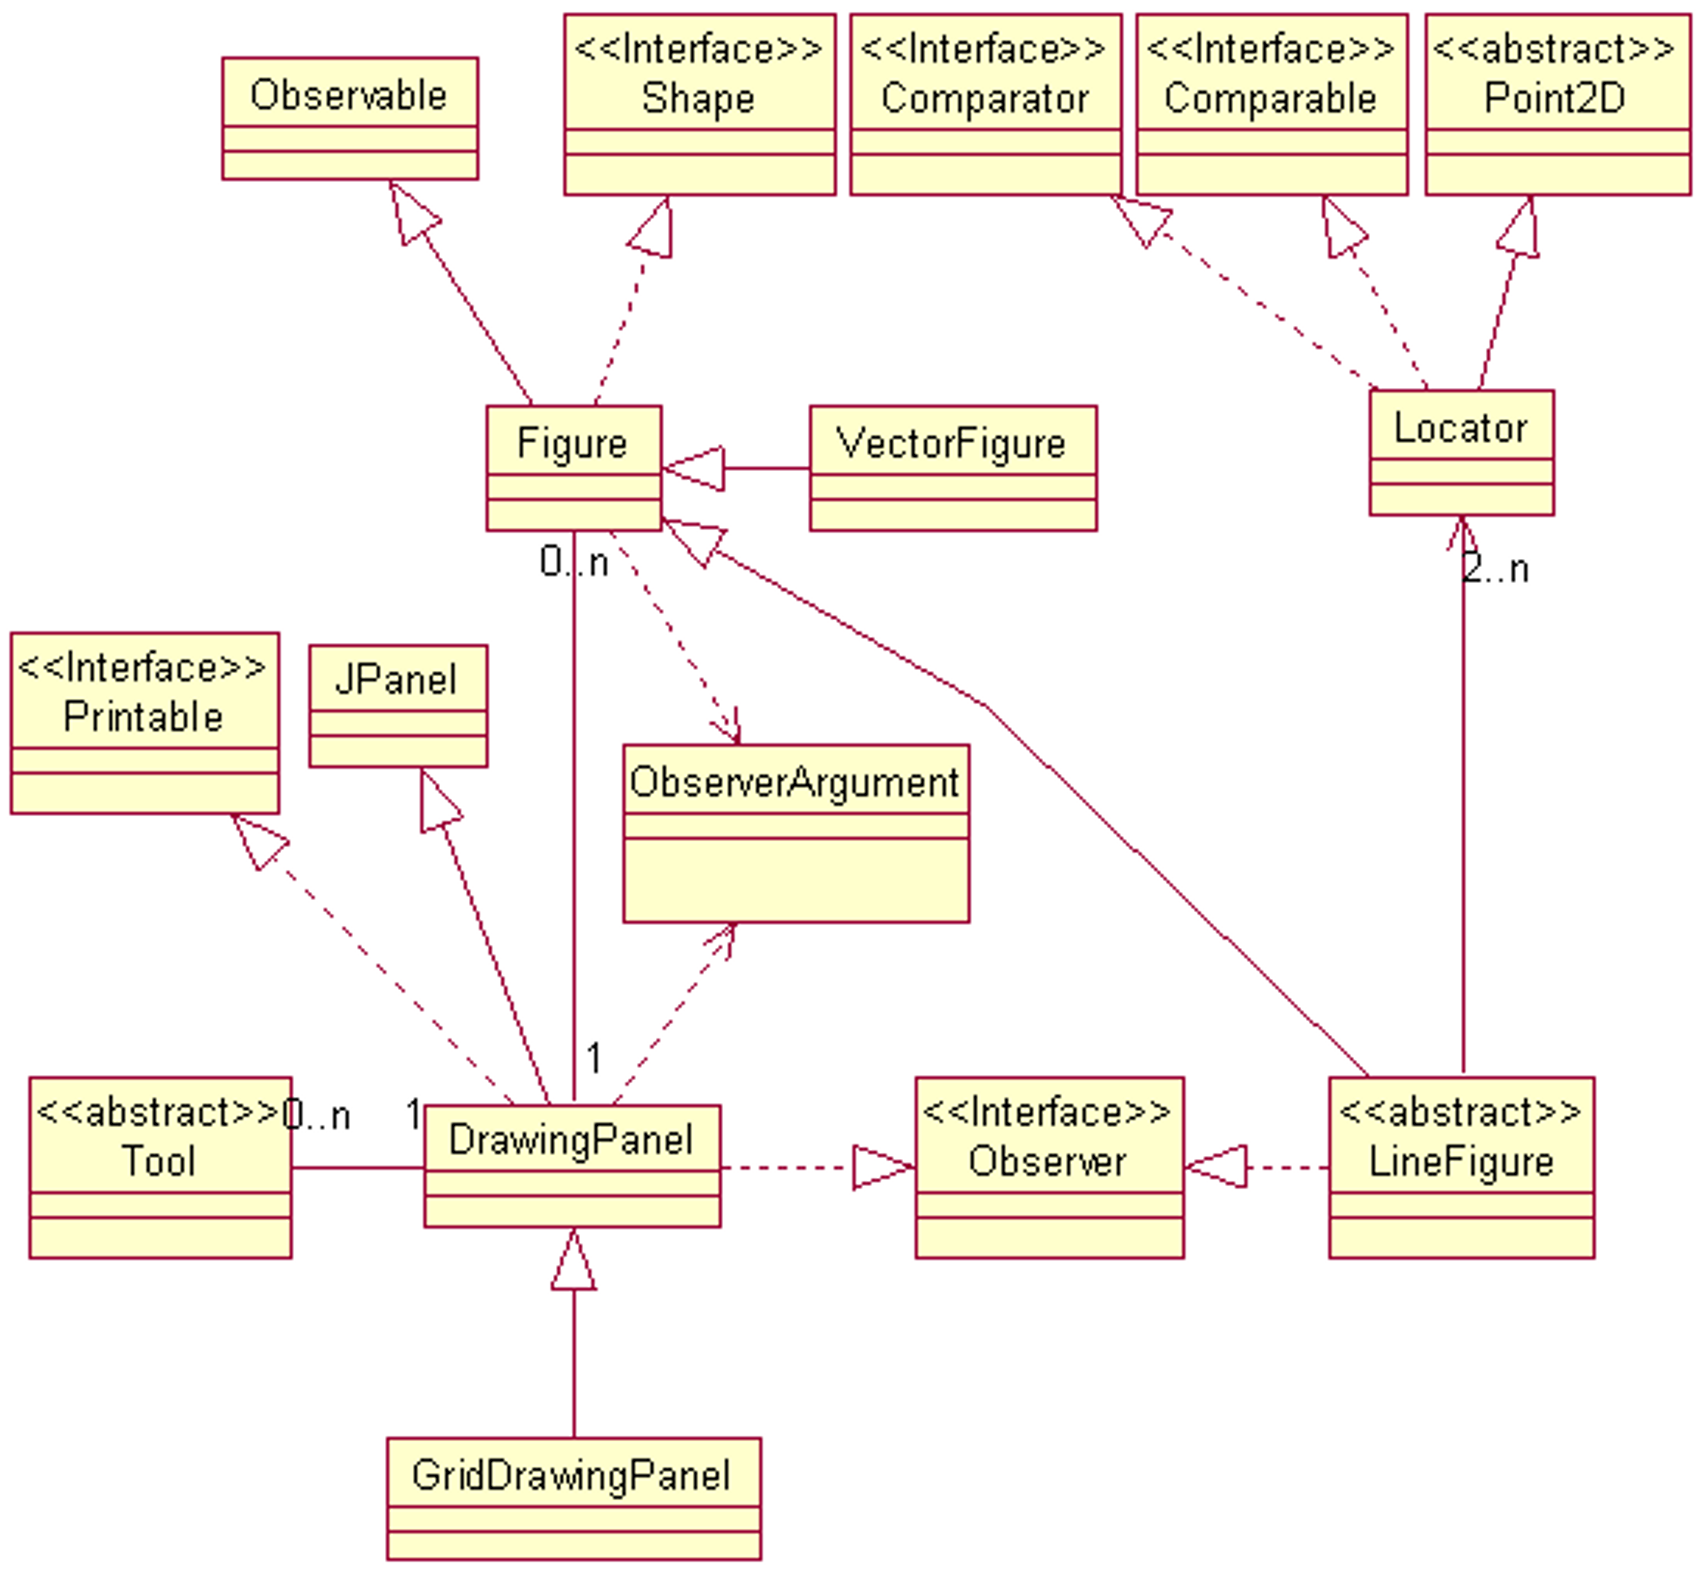 Observable
<<Interface>>
Shape
<<Interface>>
Comparator
<<Interface>>
Comparable
<<abstract>>
Point2D
Figure
VectorFigure
Locator
0..n
2..n
<<Interface>>
Printable
JPanel
ObserverArgument
1
<<abstract>>
Tool
0..n
1
DrawingPanel
<<Interface>>
Observer
<<abstract>>
LineFigure
GridDrawingPanel